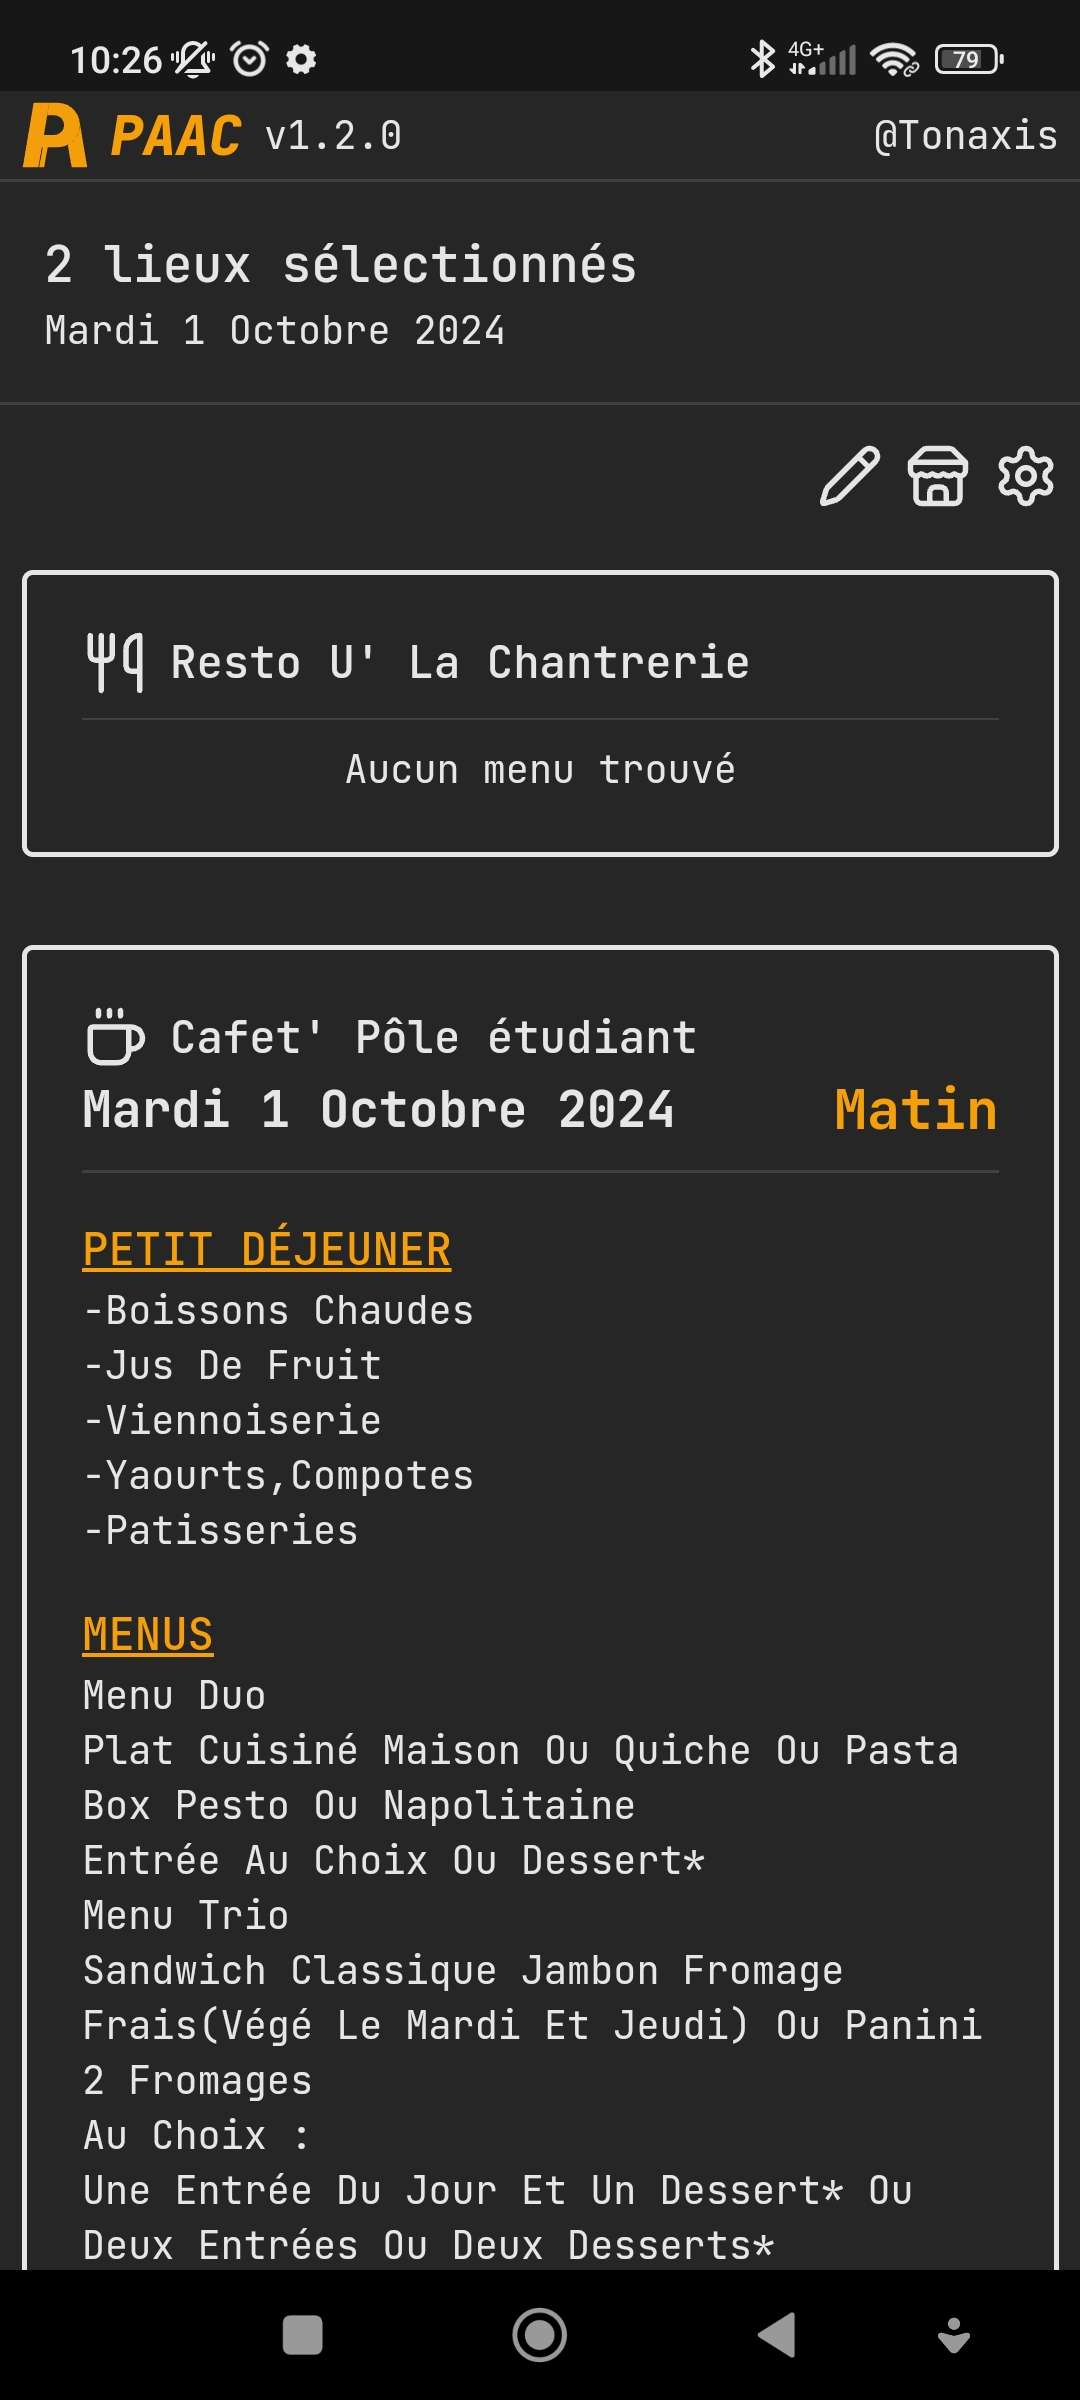 10:26
4G+
79
PAAC v1.2.0
@Tonaxis
2 lieux sélectionnés
Mardi 1 Octobre 2024
Resto U' La Chantrerie
Aucun menu trouvé
Cafet' Pôle étudiant
Mardi 1 Octobre 2024
Matin
PETIT DÉJEUNER
-Boissons Chaudes
-Jus De Fruit
-Viennoiserie
-Yaourts,Compotes
-Patisseries
MENUS
Menu Duo
Plat Cuisiné Maison Ou Quiche Ou Pasta
Box Pesto Ou Napolitaine
Entrée Au Choix Ou Dessert*
Menu Trio
Sandwich Classique Jambon Fromage
Frais(Végé Le Mardi Et Jeudi) Ou Panini
2 Fromages
Au Choix :
Une Entrée Du Jour Et Un Dessert* Ou
Deux Entrées Ou Deux Desserts*